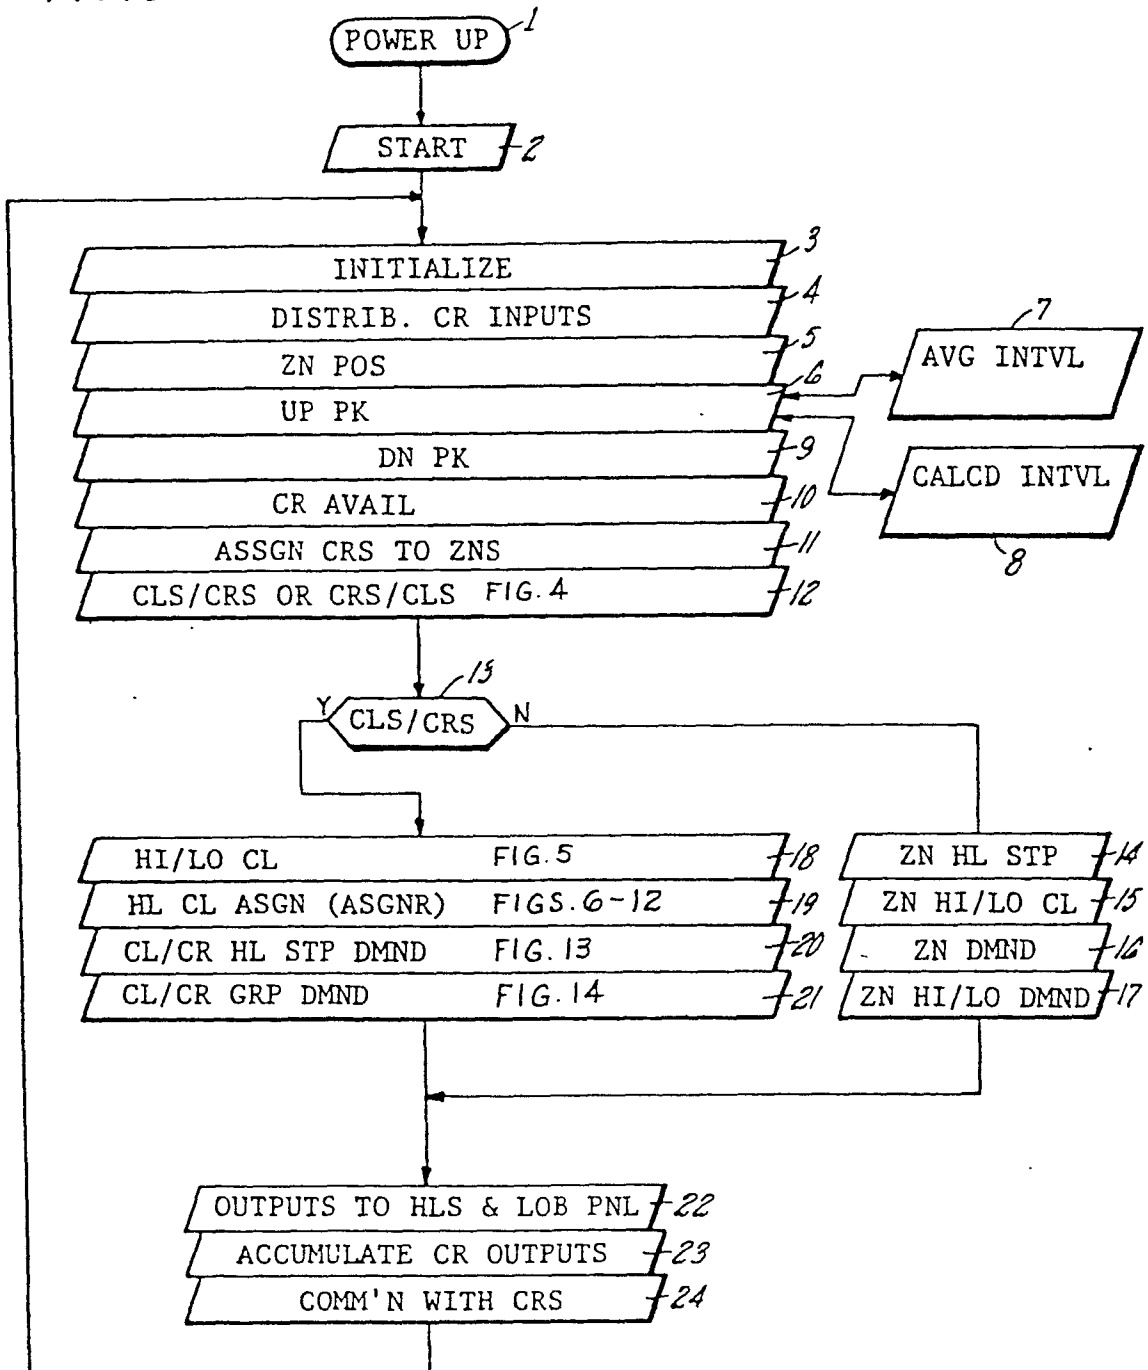 POWER UP 1
START 2
INITIALIZE 3
DISTRIB. CR INPUTS 4
ZN POS 5
UP PK 6
AVG INTVL 7
CALCD INTVL 8
DN PK 9
CR AVAIL 10
ASSGN CRS TO ZNS 11
CLS/CRS OR CRS/CLS FIG.4 12
13
Y CLS/CRS N
HI/LO CL FIG.5 18
HL CL ASGN (ASGNR) FIGS.6-12 19
CL/CR HL STP DMND FIG.13 20
CL/CR GRP DMND FIG.14 21
ZN HL STP 14
ZN HI/LO CL 15
ZN DMND 16
ZN HI/LO DMND 17
OUTPUTS TO HLS & LOB PNL 22
ACCUMULATE CR OUTPUTS 23
COMM'N WITH CRS 24